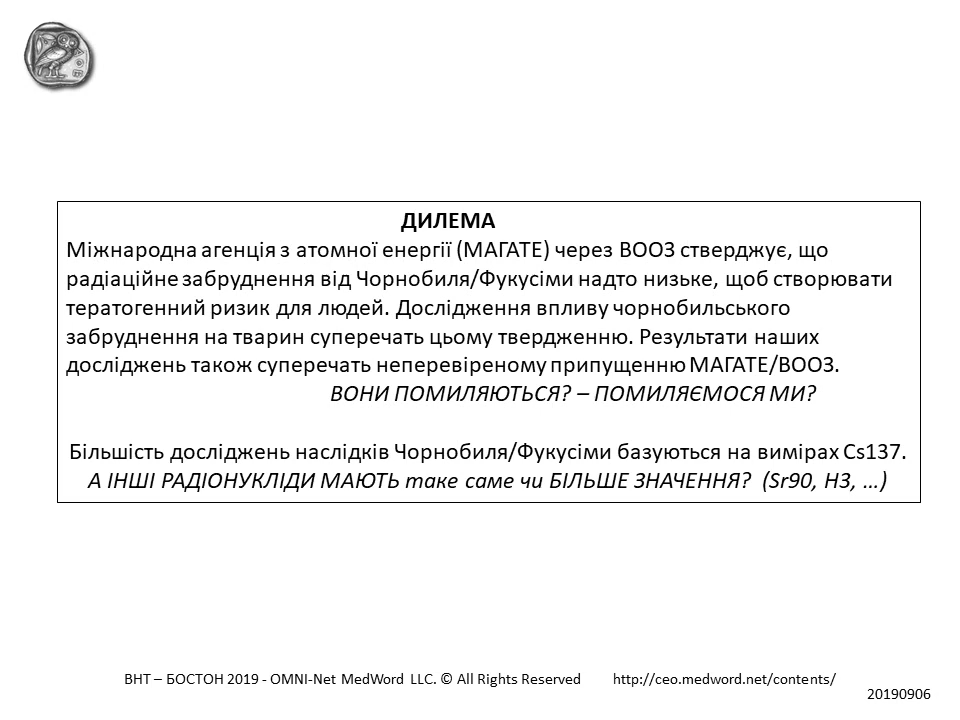 ДИЛЕМА
Міжнародна агенція з атомної енергії (МАГАТЕ) через ВООЗ стверджує, що
радіаційне забруднення від Чорнобиля/Фукусіми надто низьке, щоб створювати
тератогенний ризик для людей. Дослідження впливу чорнобильського
забруднення на тварин суперечать цьому твердженню. Результати наших
досліджень також суперечать неперевіреному припущенню МАГАТЕ/ВООЗ.
ВОНИ ПОМИЛЯЮТЬСЯ? – ПОМИЛЯЄМОСЯ МИ?
Більшість досліджень наслідків Чорнобиля/Фукусіми базуються на вимірах Cs137.
А ІНШІ РАДІОНУКЛІДИ МАЮТЬ таке саме чи БІЛЬШЕ ЗНАЧЕННЯ? (Sr90, H3, …)
ВНТ – БОСТОН 2019 - OMNI-Net MedWord LLC. © All Rights Reserved http://ceo.medword.net/contents/
20190906